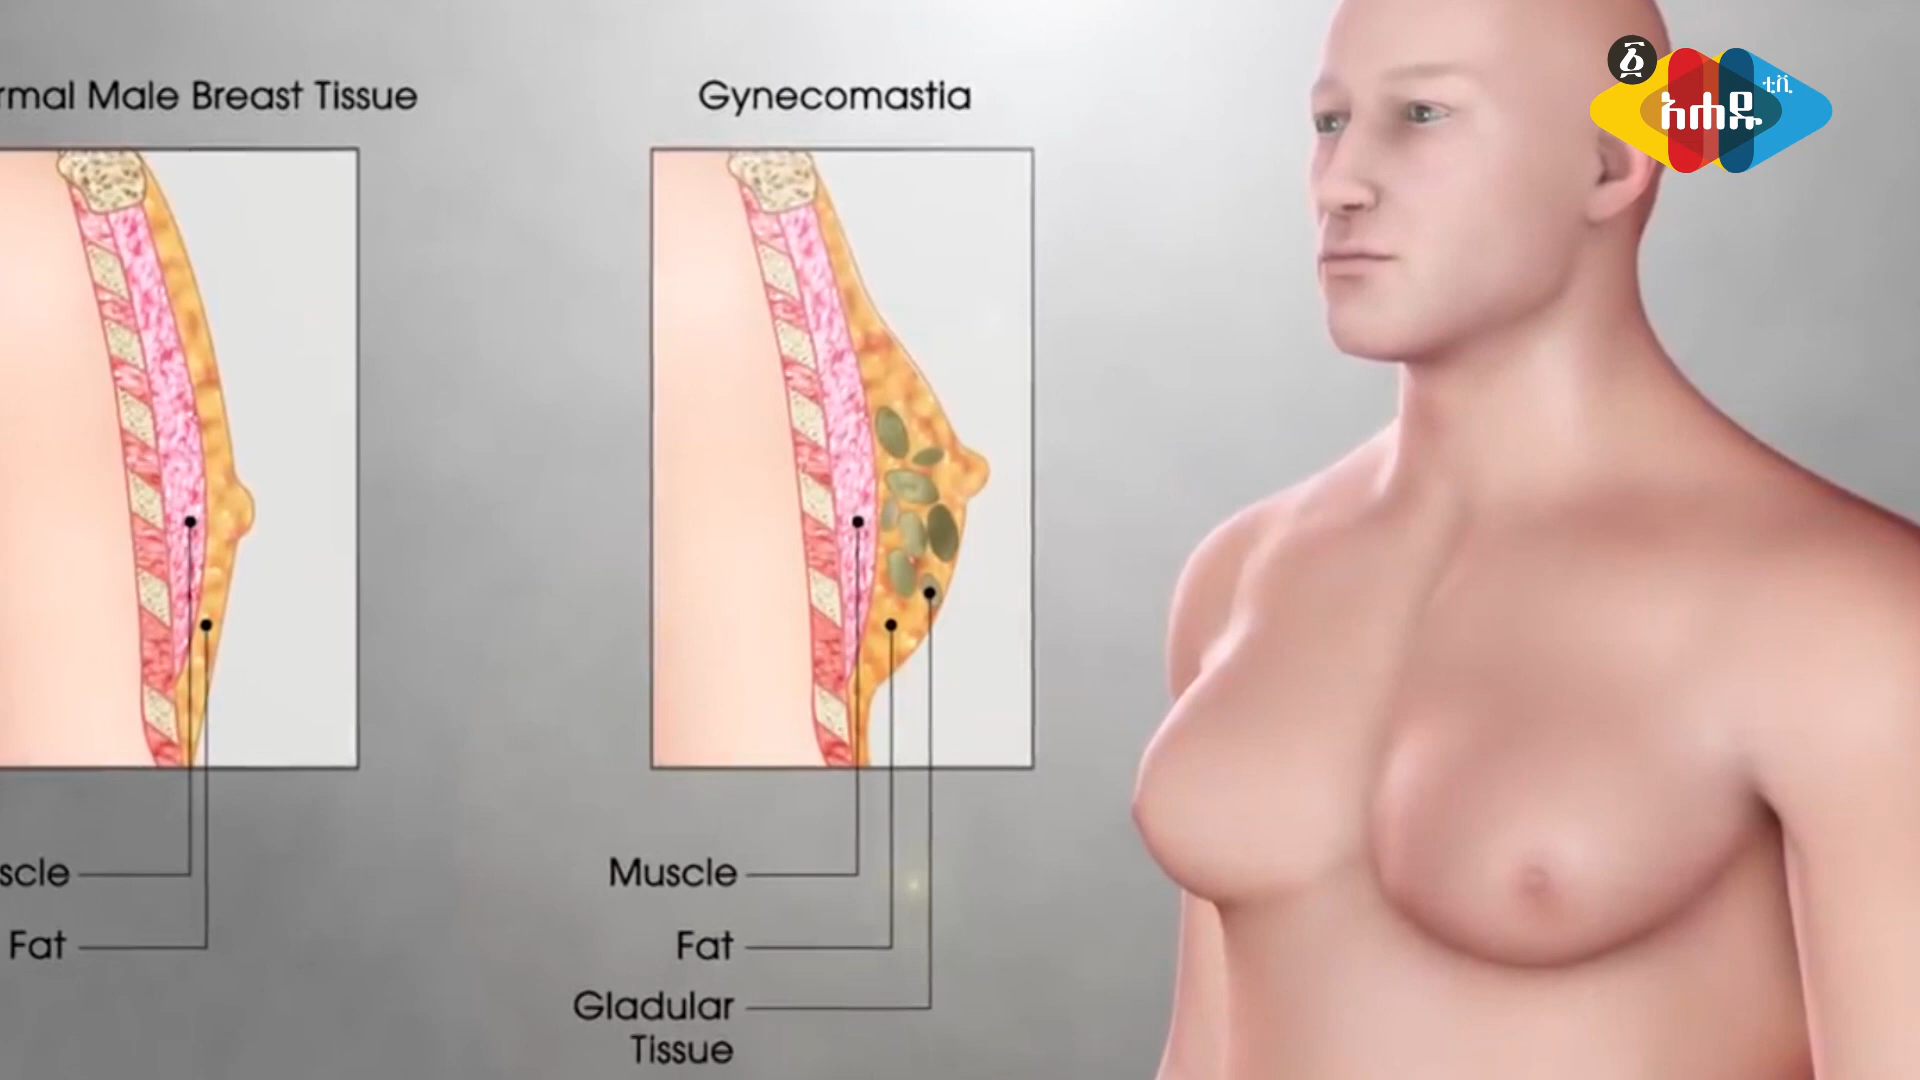 rmal Male Breast Tissue
Gynecomastia
scle
Fat
Muscle
Fat
Gladular
Tissue
ቲቪ
አሐዱ